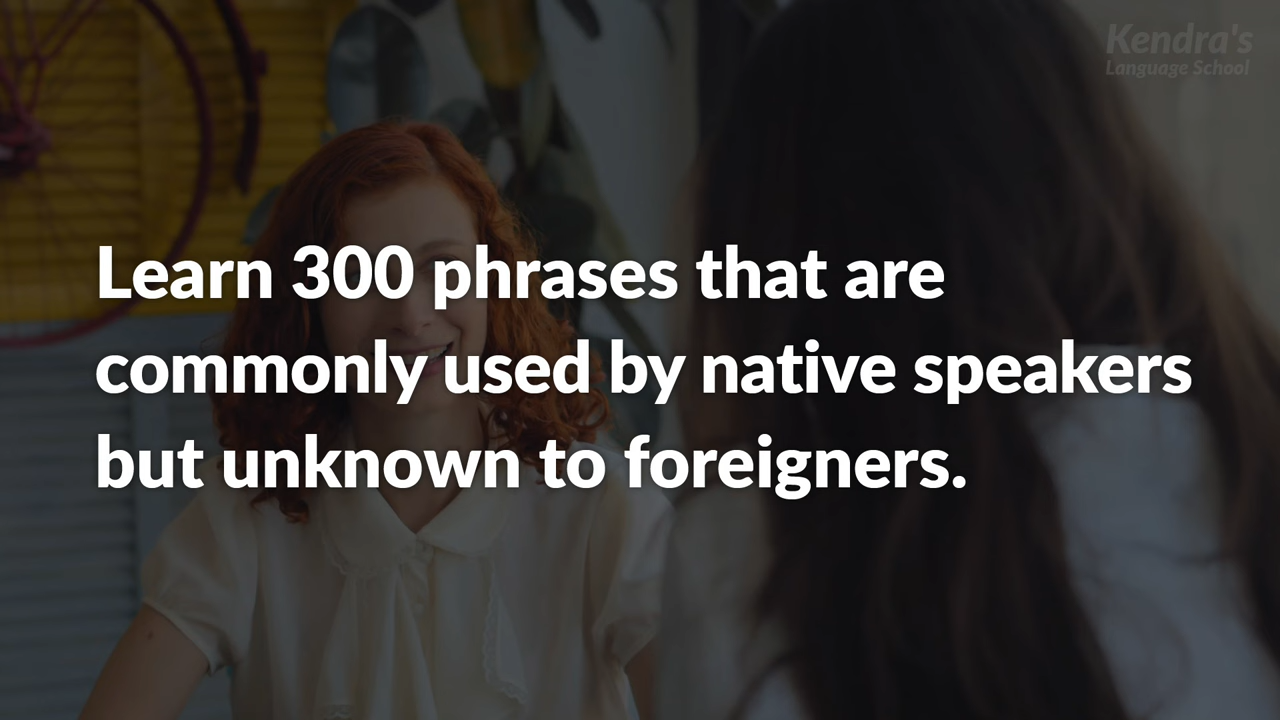 Kendra's
Language School
Learn 300 phrases that are
commonly used by native speakers
but unknown to foreigners.